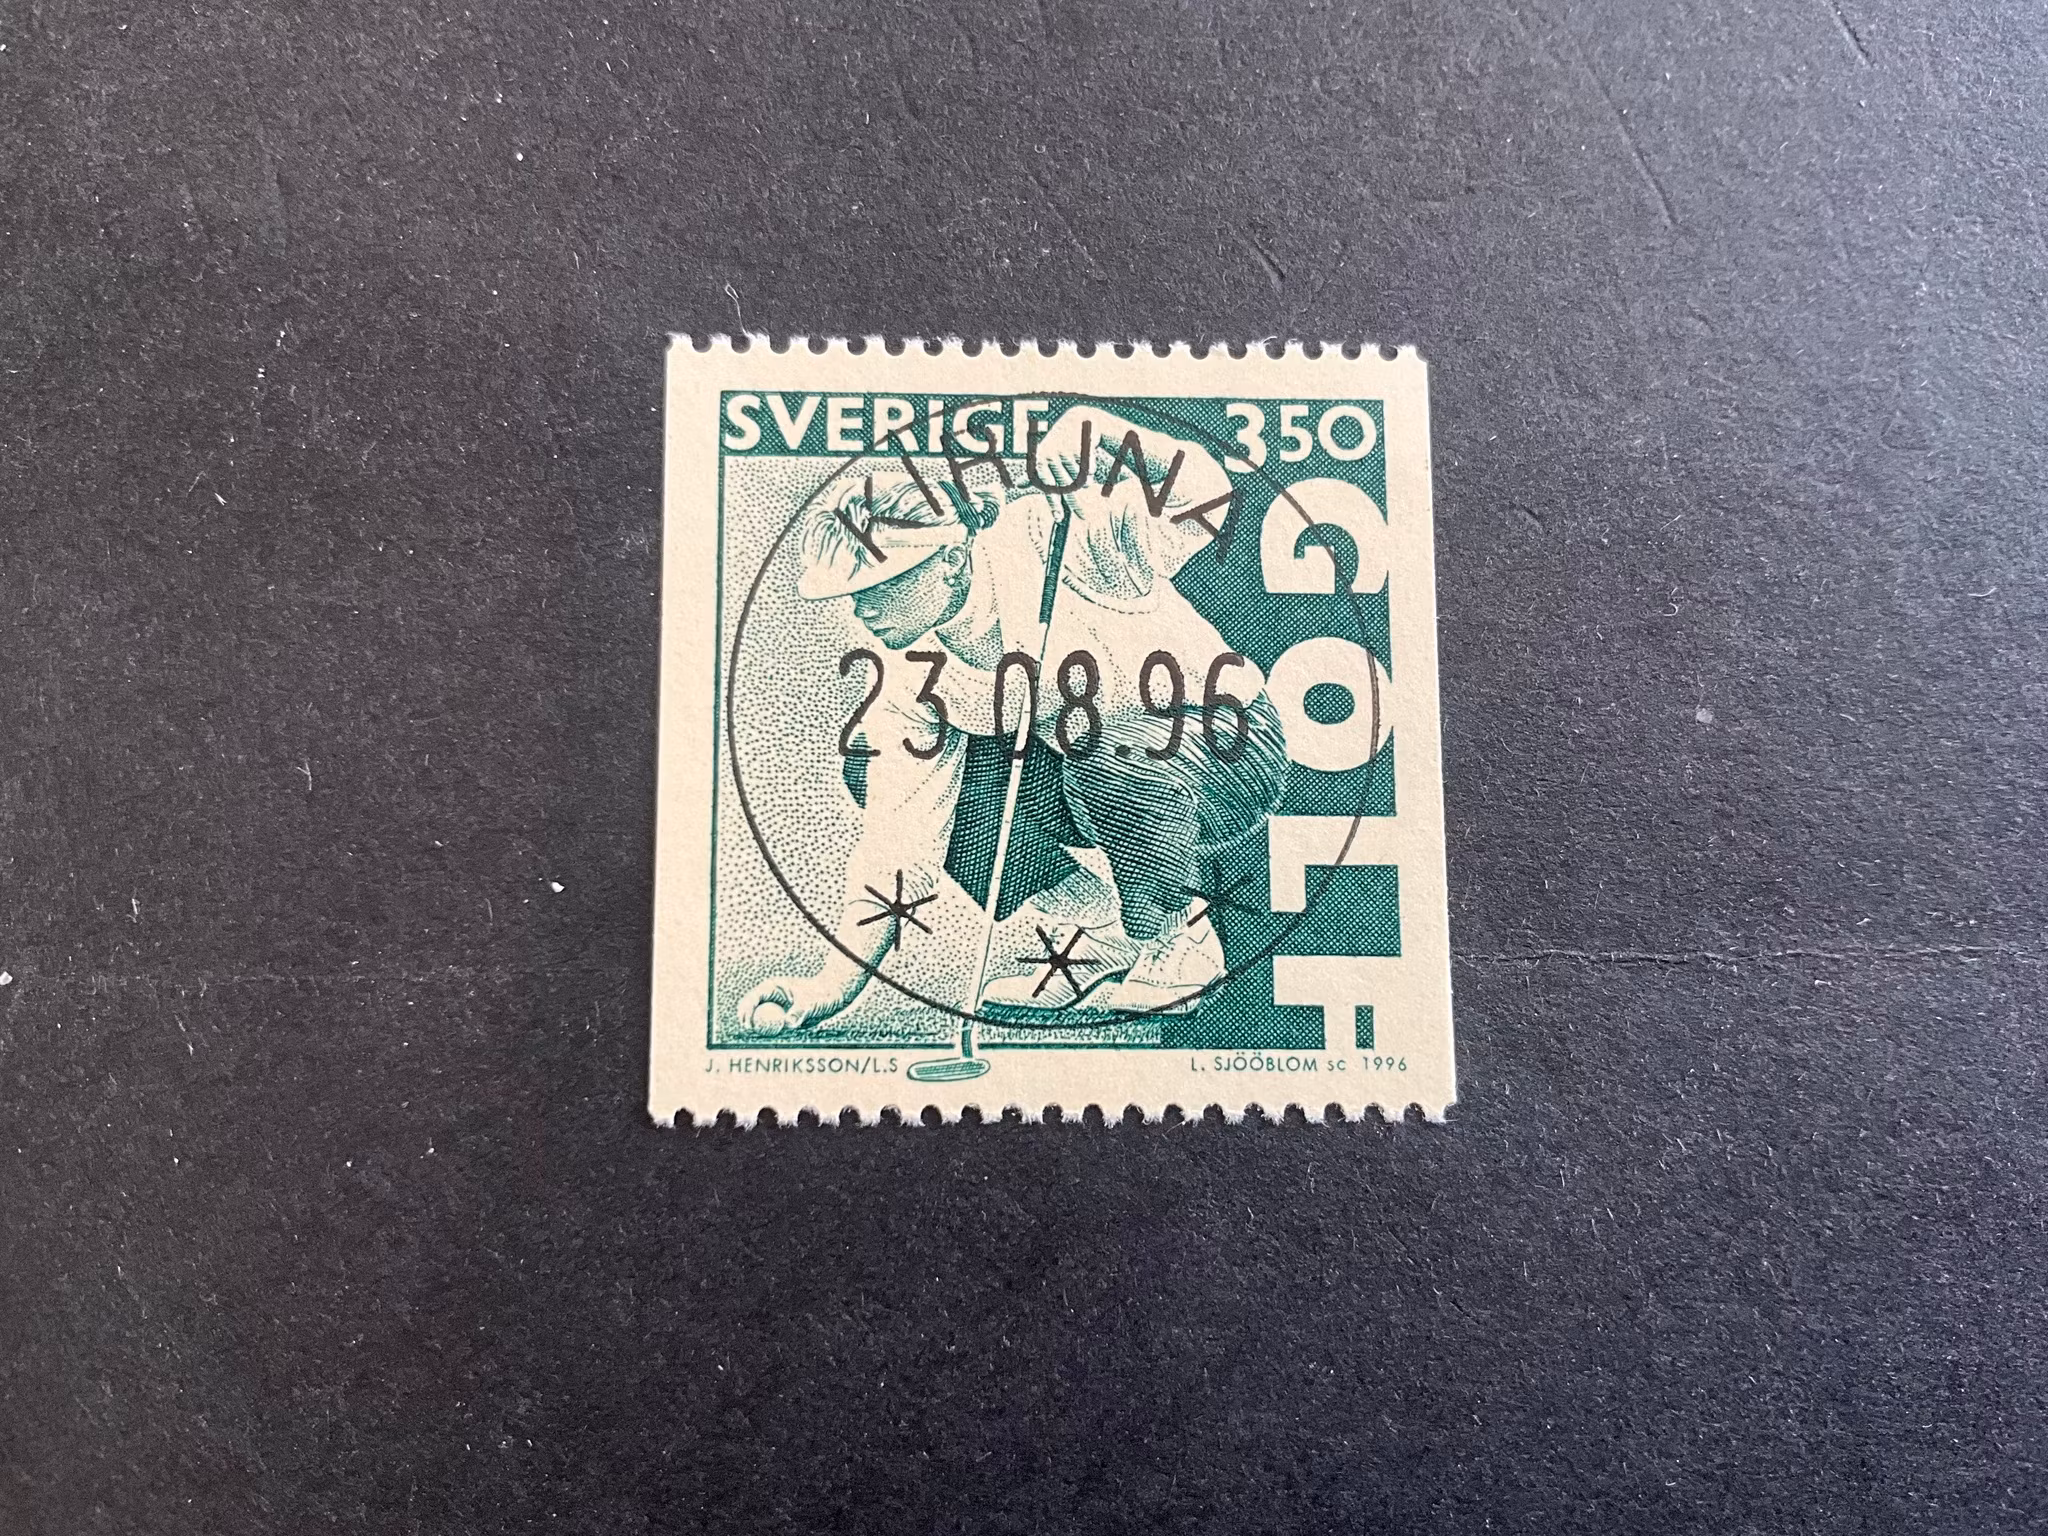 SVERIGE 350
KIRUNA
GOLF
23.08.96
J. HENRIKSSON/L.S
L. SJÖÖBLOM sc 1996